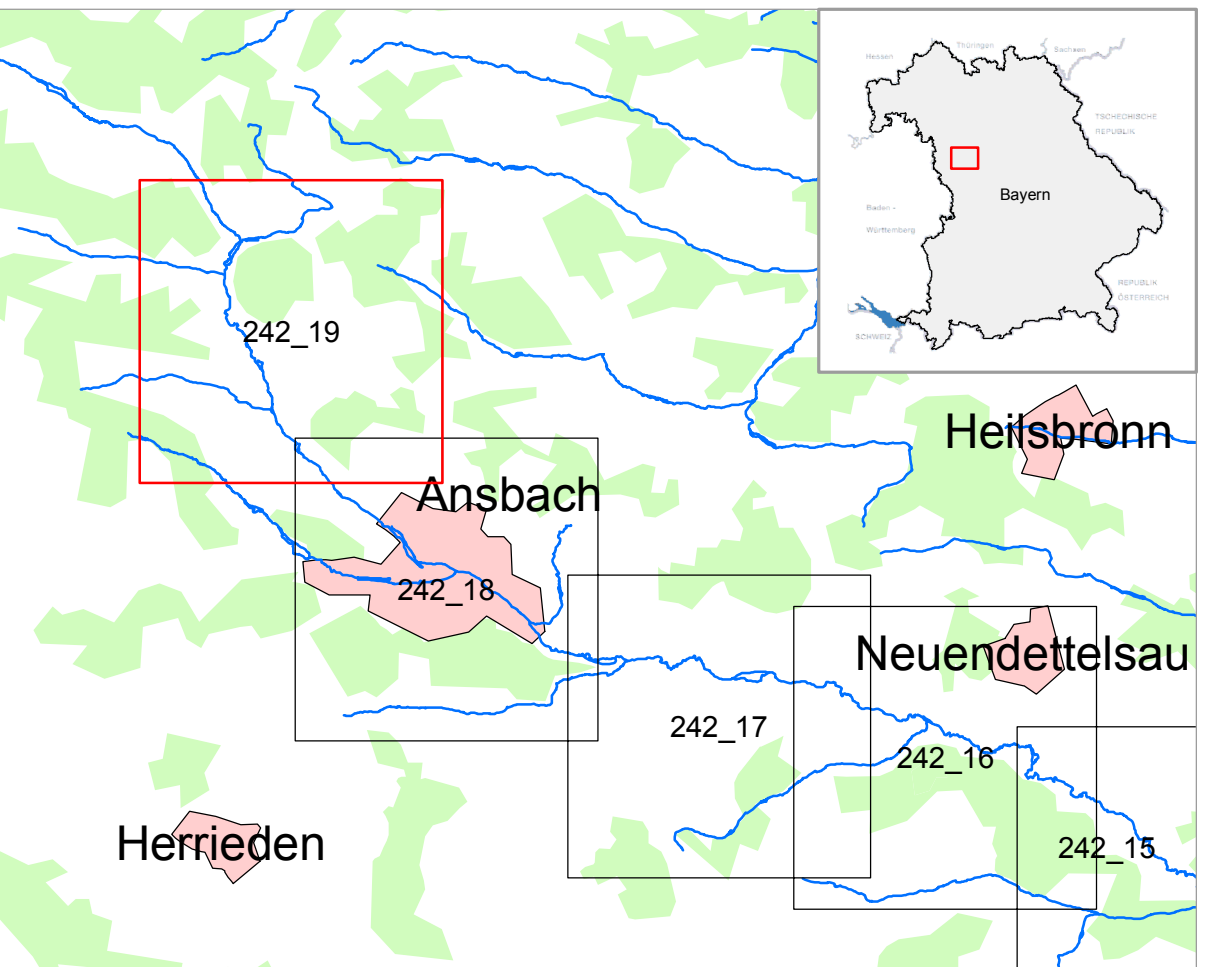 Hessen
Thüringen
Sachsen
TSCHECHISCHE
REPUBLIK
Bayern
Baden -
Württemberg
REPUBLIK
ÖSTERREICH
SCHWEIZ
242_19
Heilsbronn
Ansbach
242_18
Neuendettelsau
242_17
242_16
Herrieden
242_15